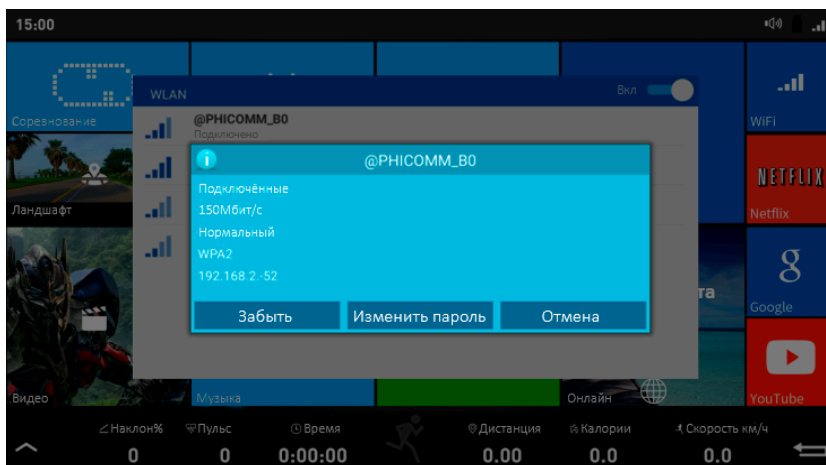 15:00
Соревнование
WLAN
Вкл
@PHICOMM_B0
Подключено
WiFi
@PHICOMM_B0
Подключённые
150Мбит/с
Нормальный
WPA2
192.168.2.-52
Забыть
Изменить пароль
Отмена
Ландшафт
NETFLIX
Netflix
та
Google
Видео
Музыка
Онлайн
YouTube
Наклон%
Пульс
Время
Дистанция
Калории
Скорость км/ч
0
0
0:00:00
0.00
0.0
0.0